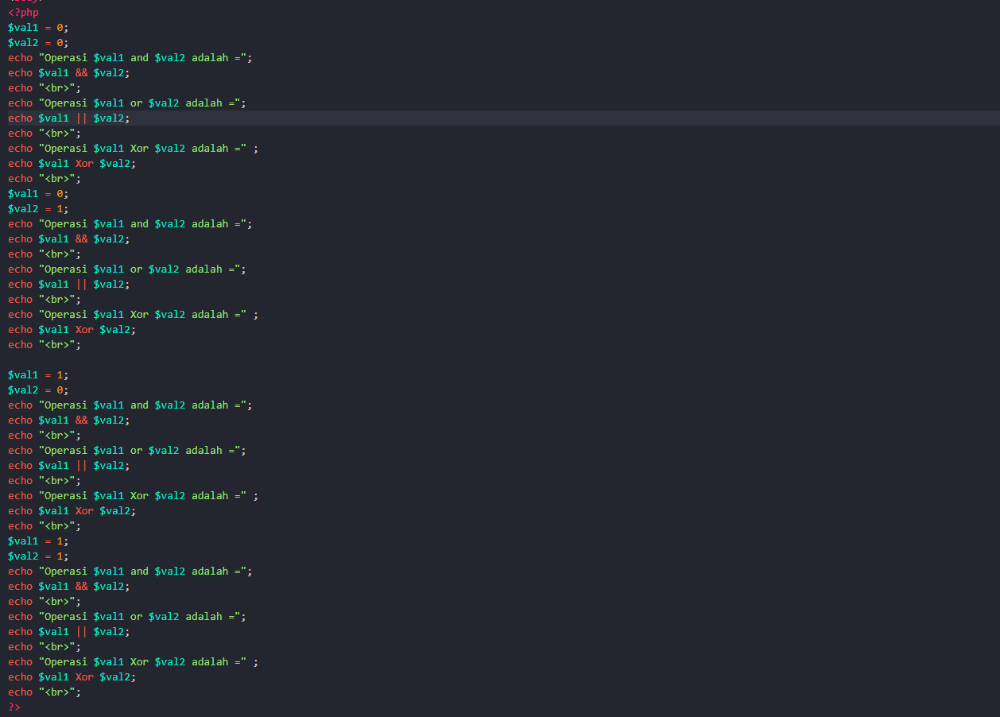 <body>
<?php
$val1 = 0;
$val2 = 0;
echo "Operasi $val1 and $val2 adalah =";
echo $val1 && $val2;
echo "<br>";
echo "Operasi $val1 or $val2 adalah =";
echo $val1 || $val2;
echo "<br>";
echo "Operasi $val1 Xor $val2 adalah =" ;
echo $val1 Xor $val2;
echo "<br>";
$val1 = 0;
$val2 = 1;
echo "Operasi $val1 and $val2 adalah =";
echo $val1 && $val2;
echo "<br>";
echo "Operasi $val1 or $val2 adalah =";
echo $val1 || $val2;
echo "<br>";
echo "Operasi $val1 Xor $val2 adalah =" ;
echo $val1 Xor $val2;
echo "<br>";

$val1 = 1;
$val2 = 0;
echo "Operasi $val1 and $val2 adalah =";
echo $val1 && $val2;
echo "<br>";
echo "Operasi $val1 or $val2 adalah =";
echo $val1 || $val2;
echo "<br>";
echo "Operasi $val1 Xor $val2 adalah =" ;
echo $val1 Xor $val2;
echo "<br>";
$val1 = 1;
$val2 = 1;
echo "Operasi $val1 and $val2 adalah =";
echo $val1 && $val2;
echo "<br>";
echo "Operasi $val1 or $val2 adalah =";
echo $val1 || $val2;
echo "<br>";
echo "Operasi $val1 Xor $val2 adalah =" ;
echo $val1 Xor $val2;
echo "<br>";
?>